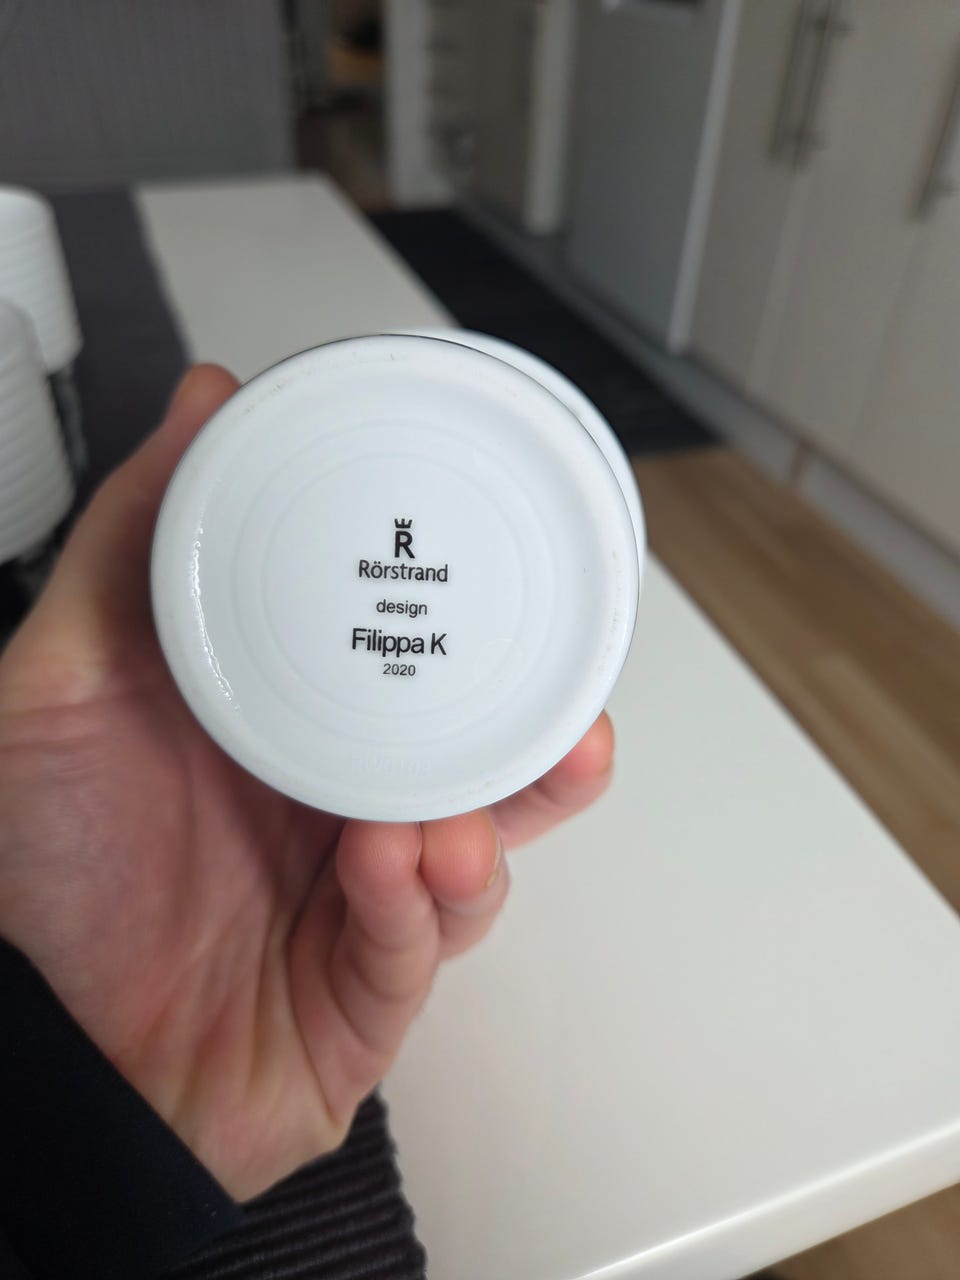 R
Rörstrand
design
Filippa K
2020